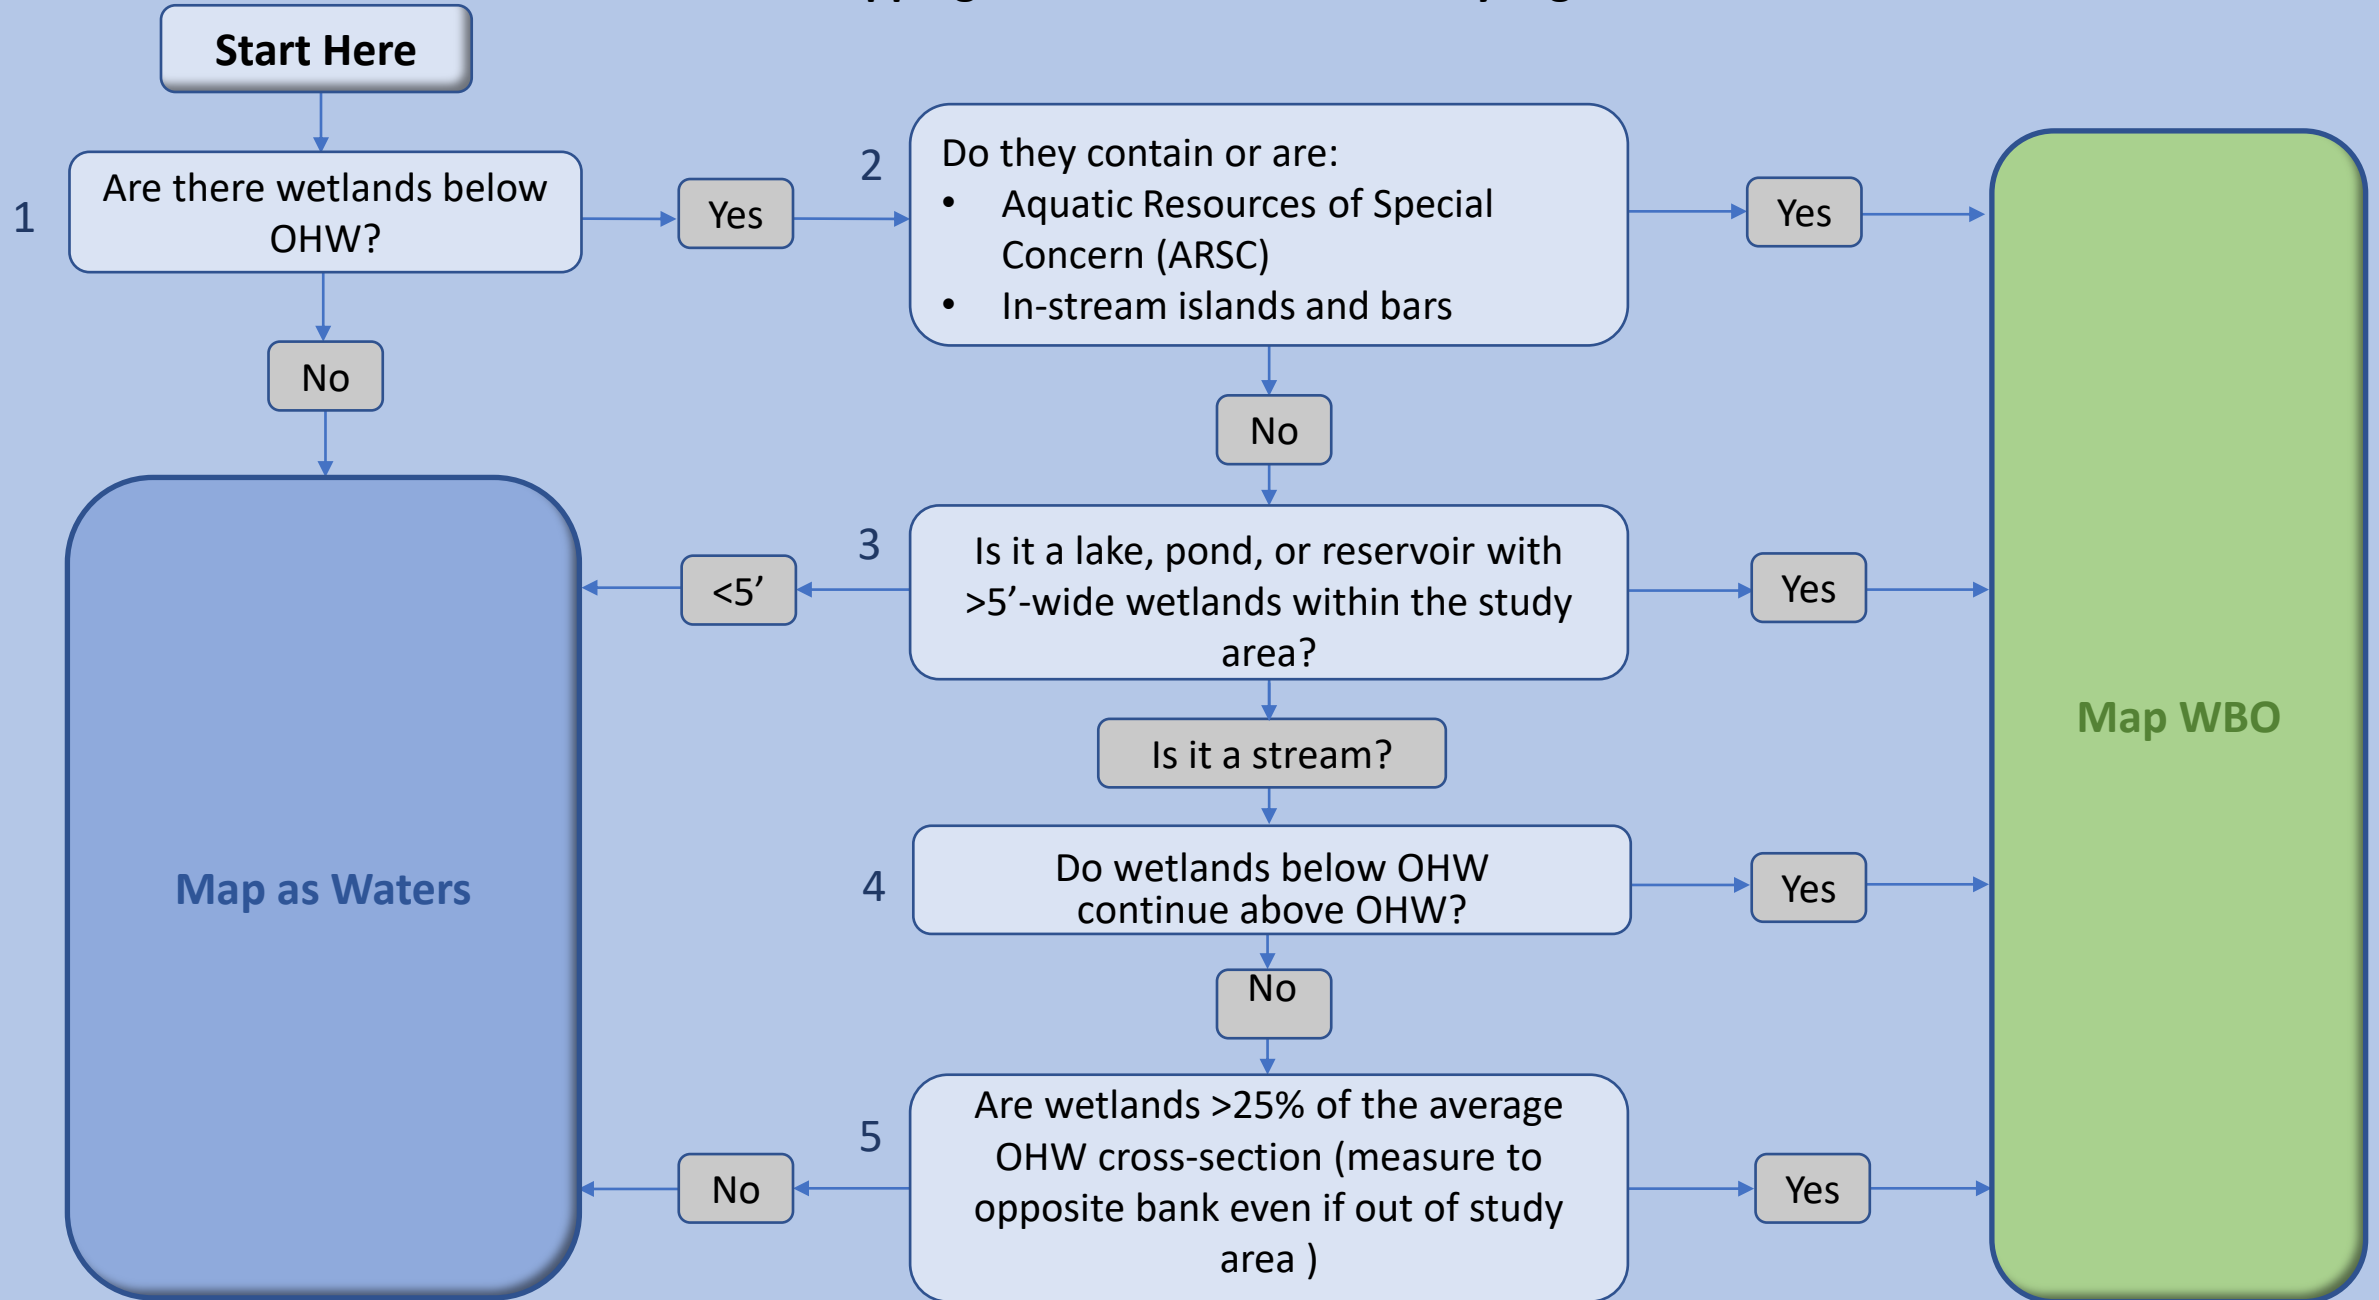 Start Here
1
Are there wetlands below
OHW?
Yes
2
Do they contain or are:
• Aquatic Resources of Special
Concern (ARSC)
• In-stream islands and bars
Yes
No
No
<5’
3
Is it a lake, pond, or reservoir with
>5’-wide wetlands within the study
area?
Yes
Is it a stream?
Map as Waters
4
Do wetlands below OHW
continue above OHW?
Yes
Map WBO
No
No
5
Are wetlands >25% of the average
OHW cross-section (measure to
opposite bank even if out of study
area )
Yes